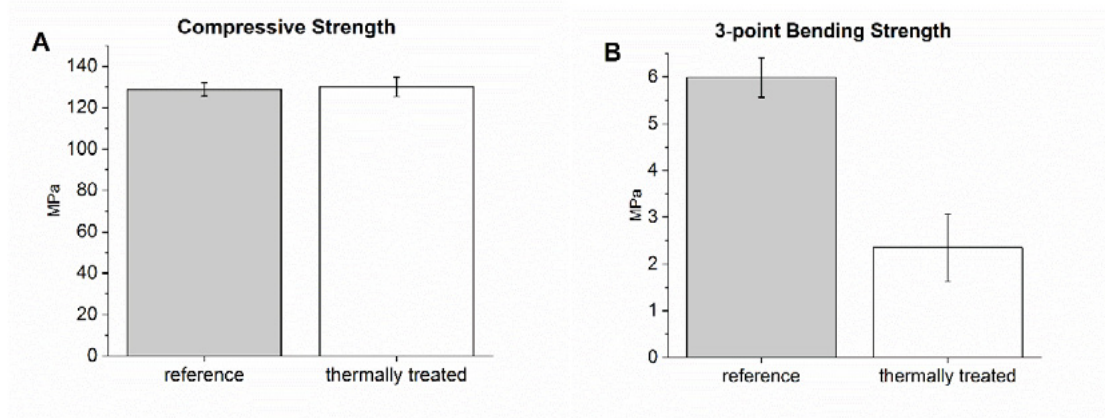 A
Compressive Strength
MPa
140
120
100
80
60
40
20
0
reference thermally treated
B
3-point Bending Strength
MPa
6
5
4
3
2
1
0
reference thermally treated